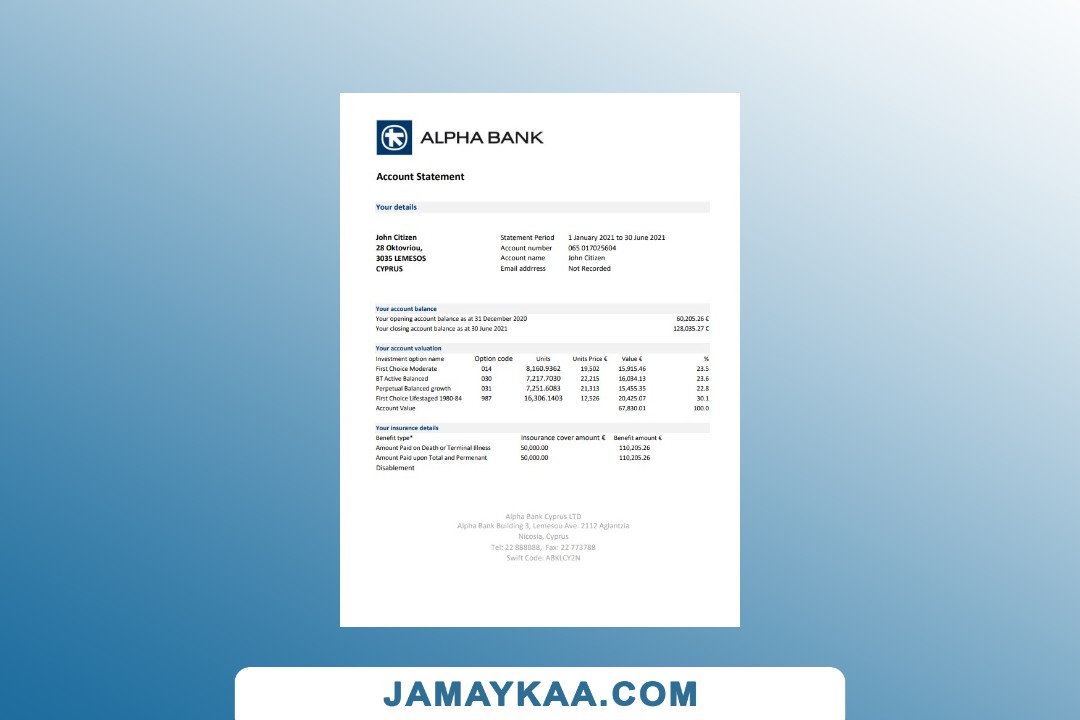 ALPHA BANK
Account Statement
Your details
John Citizen Statement Period 1 January 2021 to 30 June 2021
28 Oktovriou, Account number 065 017025604
3035 LEMESOS Account name John Citizen
CYPRUS Email addrress Not Recorded
Your account balance
Your opening account balance as at 31 December 2020 60,205.26 €
Your closing account balance as at 30 June 2021 128,035.27 €
Your account valuation
Investment option name Option code Units Units Price € Value € %
First Choice Moderate 014 8,160.9362 19,502 15,915.46 23.5
BT Active Balanced 030 7,217.7030 22,215 16,034.13 23.6
Perpetual Balanced growth 031 7,251.6083 21,313 15,455.35 22.8
First Choice Lifestaged 1980-84 987 16,306.1403 12,526 20,425.07 30.1
Account Value 67,830.01 100.0
Your insurance details
Benefit type* Insourance cover amount € Benefit amount €
Amount Paid on Death or Terminal Illness 50,000.00 110,205.26
Amount Paid upon Total and Permenant 50,000.00 110,205.26
Disablement
Alpha Bank Cyprus LTD
Alpha Bank Building 3, Lemesou Ave. 2112 Aglantzia
Nicosia, Cyprus
Tel: 22 888888, Fax: 22 773788
Swift Code: ABKLCY2N
JAMAYKAA.COM